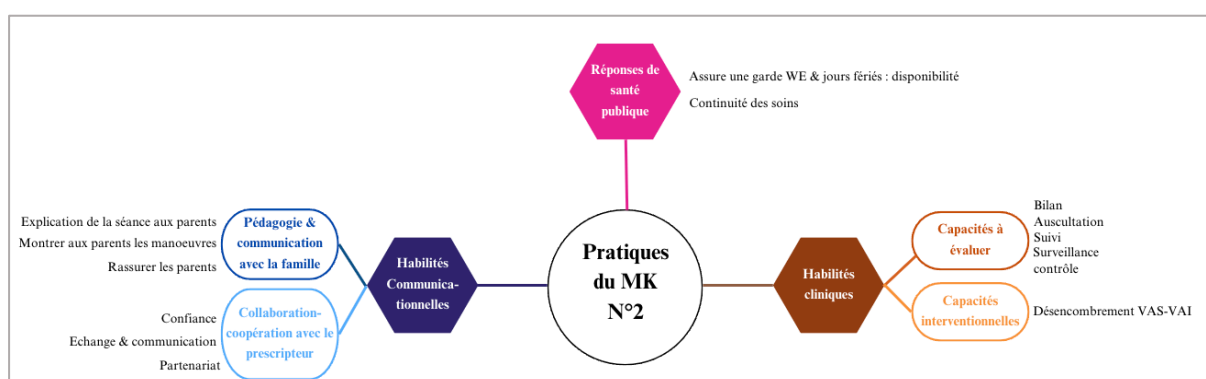 Réponses de
santé
publique
Assure une garde WE & jours fériés : disponibilité
Continuité des soins
Explication de la séance aux parents
Montrer aux parents les manoeuvres
Rassurer les parents
Pédagogie &
communication
avec la famille
Confiance
Echange & communication
Partenariat
Collaboration-
coopération avec le
prescripteur
Habilités
Communica-
tionnelles
Pratiques
du MK
N°2
Habilités
cliniques
Capacités à
évaluer
Bilan
Auscultation
Suivi
Surveillance
contrôle
Capacités
interventionnelles
Désencombrement VAS-VAI